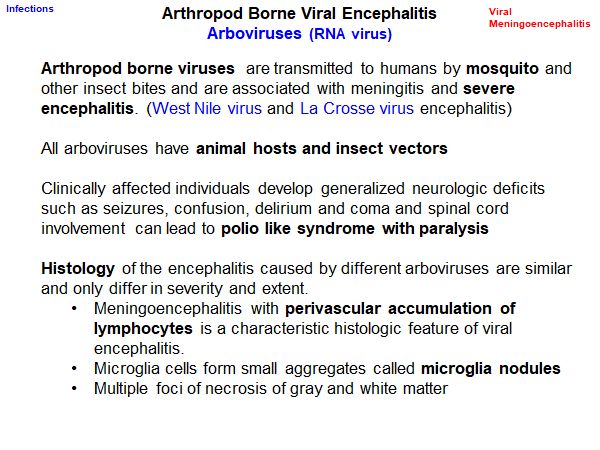 Infections
Arthropod Borne Viral Encephalitis
Arboviruses (RNA virus)
Viral
Meningoencephalitis
Arthropod borne viruses are transmitted to humans by mosquito and
other insect bites and are associated with meningitis and severe
encephalitis. (West Nile virus and La Crosse virus encephalitis)
All arboviruses have animal hosts and insect vectors
Clinically affected individuals develop generalized neurologic deficits
such as seizures, confusion, delirium and coma and spinal cord
involvement can lead to polio like syndrome with paralysis
Histology of the encephalitis caused by different arboviruses are similar
and only differ in severity and extent.
• Meningoencephalitis with perivascular accumulation of
lymphocytes is a characteristic histologic feature of viral
encephalitis.
• Microglia cells form small aggregates called microglia nodules
• Multiple foci of necrosis of gray and white matter